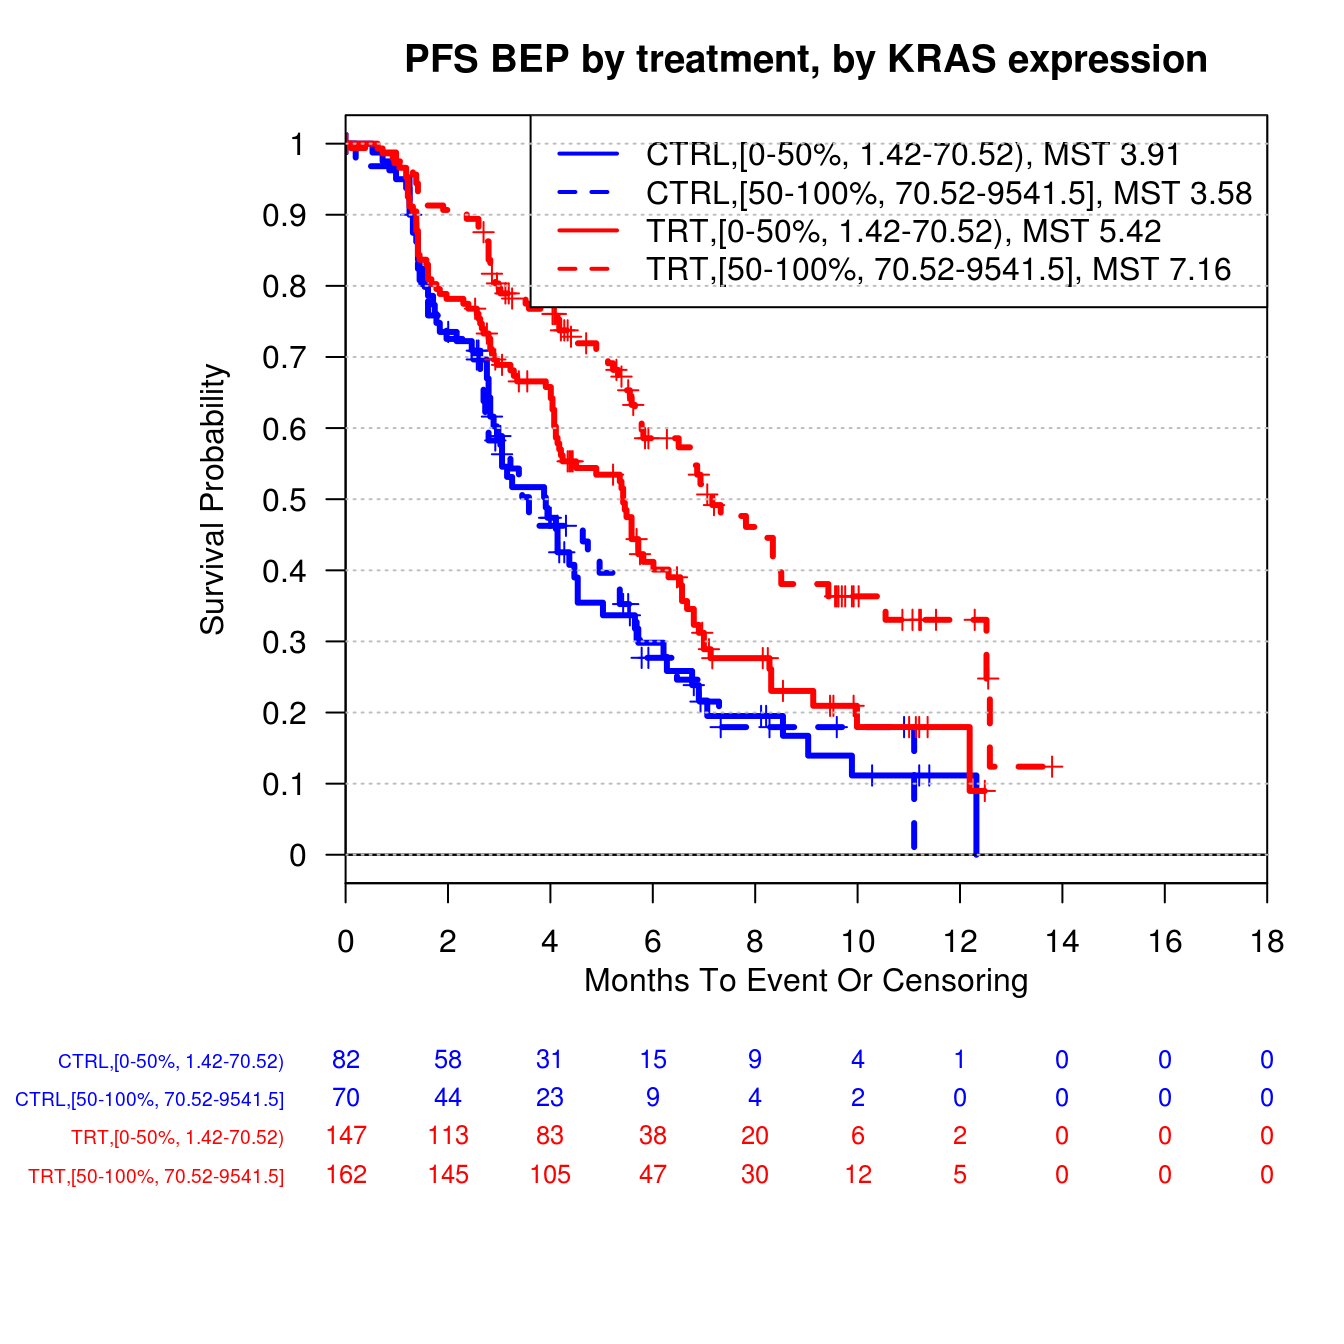 PFS BEP by treatment, by KRAS expression
CTRL,[0-50%, 1.42-70.52), MST 3.91
CTRL,[50-100%, 70.52-9541.5], MST 3.58
TRT,[0-50%, 1.42-70.52), MST 5.42
TRT,[50-100%, 70.52-9541.5], MST 7.16
Survival Probability
1
0.9
0.8
0.7
0.6
0.5
0.4
0.3
0.2
0.1
0
0 2 4 6 8 10 12 14 16 18
Months To Event Or Censoring
CTRL,[0-50%, 1.42-70.52) 82 58 31 15 9 4 1 0 0 0
CTRL,[50-100%, 70.52-9541.5] 70 44 23 9 4 2 0 0 0 0
TRT,[0-50%, 1.42-70.52) 147 113 83 38 20 6 2 0 0 0
TRT,[50-100%, 70.52-9541.5] 162 145 105 47 30 12 5 0 0 0